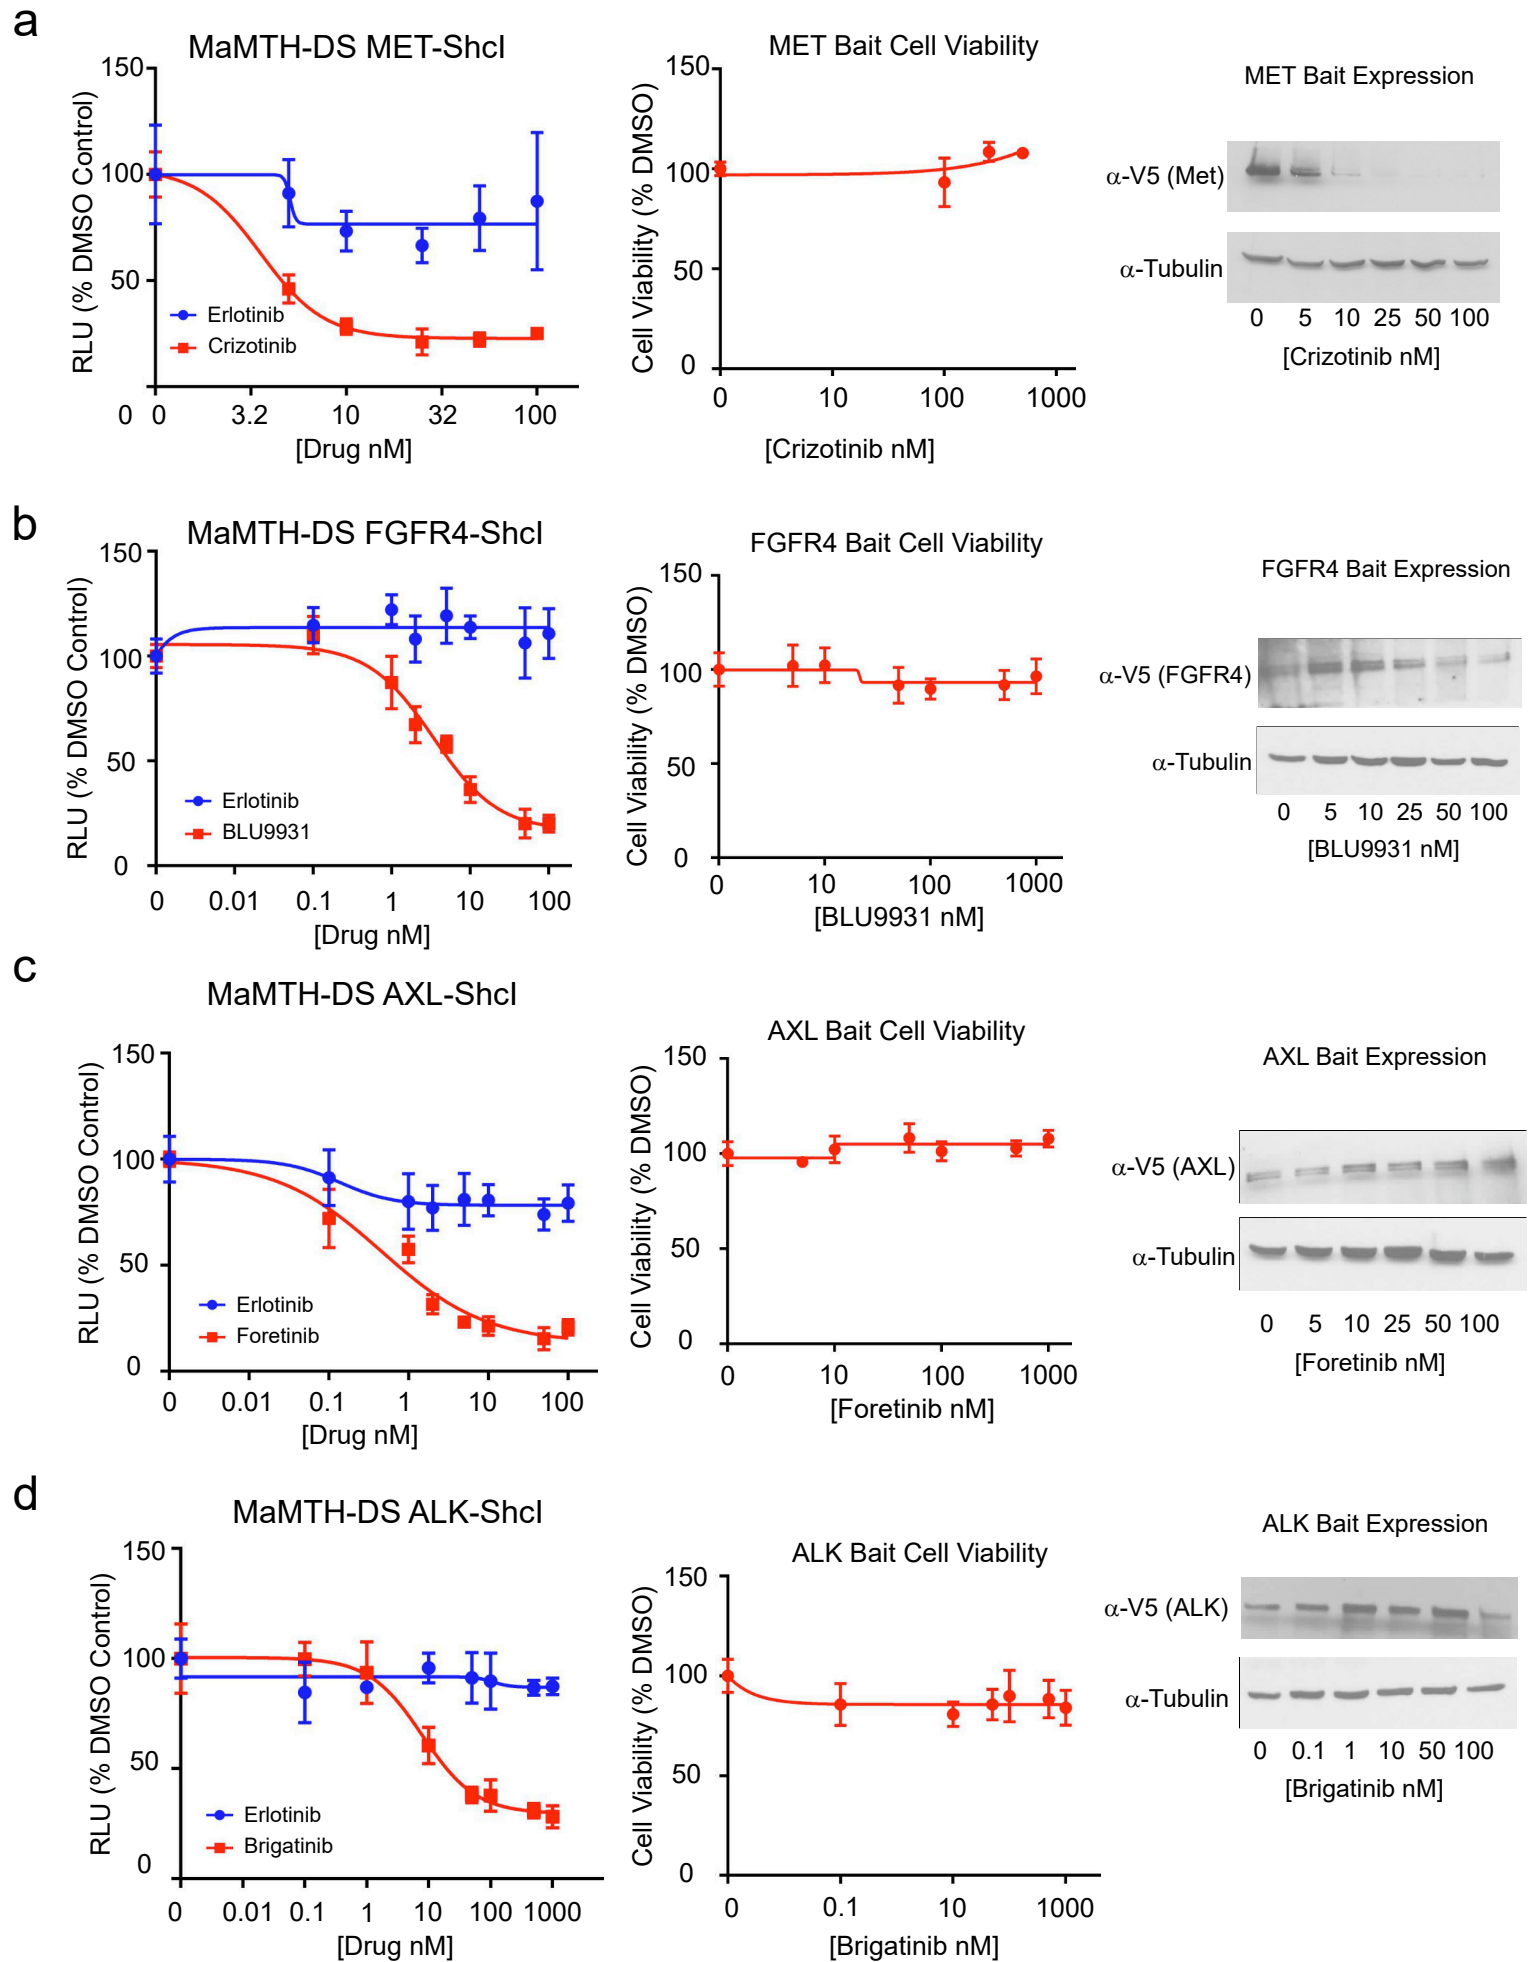 a
MaMTH-DS MET-ShcI
RLU (% DMSO Control)
150
100
50
0
Erlotinib
Crizotinib
0 3.2 10 32 100
[Drug nM]
MET Bait Cell Viability
Cell Viability (% DMSO)
150
100
50
0
0 10 100 1000
[Crizotinib nM]
MET Bait Expression
α-V5 (Met)
α-Tubulin
0 5 10 25 50 100
[Crizotinib nM]
b
MaMTH-DS FGFR4-ShcI
RLU (% DMSO Control)
150
100
50
0
Erlotinib
BLU9931
0 0.01 0.1 1 10 100
[Drug nM]
FGFR4 Bait Cell Viability
Cell Viability (% DMSO)
150
100
50
0
0 10 100 1000
[BLU9931 nM]
FGFR4 Bait Expression
α-V5 (FGFR4)
α-Tubulin
0 5 10 25 50 100
[BLU9931 nM]
c
MaMTH-DS AXL-ShcI
RLU (% DMSO Control)
150
100
50
0
Erlotinib
Foretinib
0 0.01 0.1 1 10 100
[Drug nM]
AXL Bait Cell Viability
Cell Viability (% DMSO)
150
100
50
0
0 10 100 1000
[Foretinib nM]
AXL Bait Expression
α-V5 (AXL)
α-Tubulin
0 5 10 25 50 100
[Foretinib nM]
d
MaMTH-DS ALK-ShcI
RLU (% DMSO Control)
150
100
50
0
Erlotinib
Brigatinib
0 0.01 0.1 1 10 100 1000
[Drug nM]
ALK Bait Cell Viability
Cell Viability (% DMSO)
150
100
50
0
0 0.1 10 1000
[Brigatinib nM]
ALK Bait Expression
α-V5 (ALK)
α-Tubulin
0 0.1 1 10 50 100
[Brigatinib nM]